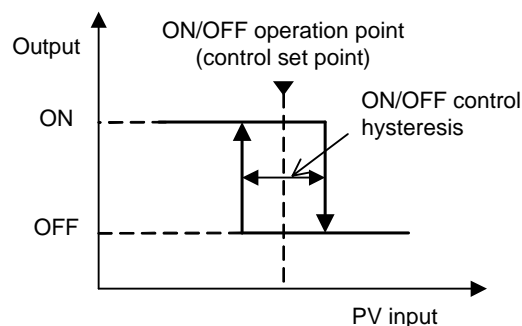 ON/OFF operation point
(control set point)
Output
ON/OFF control
hysteresis
ON
OFF
PV input